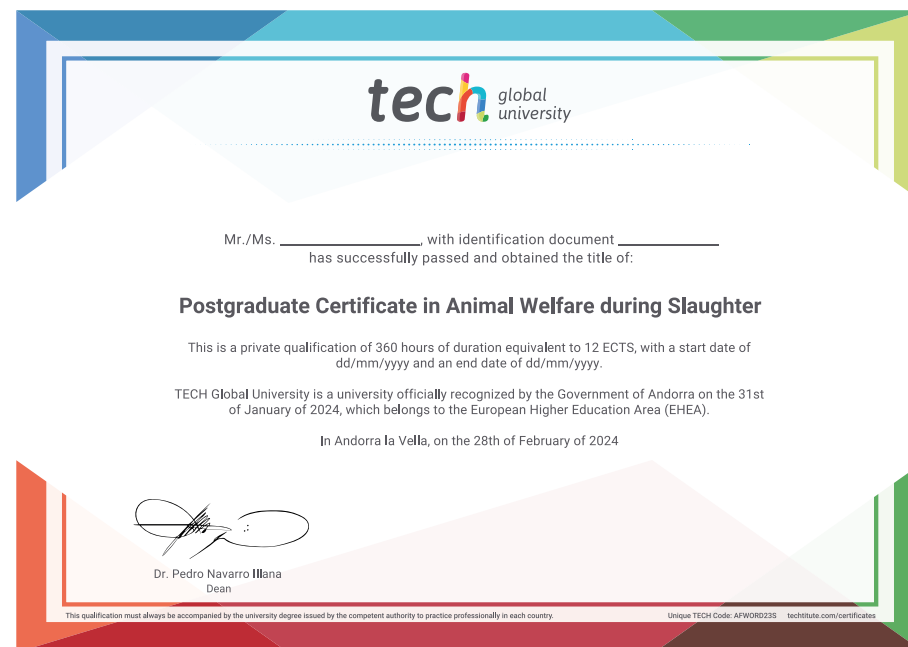 tech global
university
Mr./Ms. ____________, with identification document ____________
has successfully passed and obtained the title of:
Postgraduate Certificate in Animal Welfare during Slaughter
This is a private qualification of 360 hours of duration equivalent to 12 ECTS, with a start date of
dd/mm/yyyy and an end date of dd/mm/yyyy.
TECH Global University is a university officially recognized by the Government of Andorra on the 31st
of January of 2024, which belongs to the European Higher Education Area (EHEA).
In Andorra la Vella, on the 28th of February of 2024
Dr. Pedro Navarro Illana
Dean
This qualification must always be accompanied by the university degree issued by the competent authority to practice professionally in each country.
Unique TECH Code: AFWORD23S techtitute.com/certificates